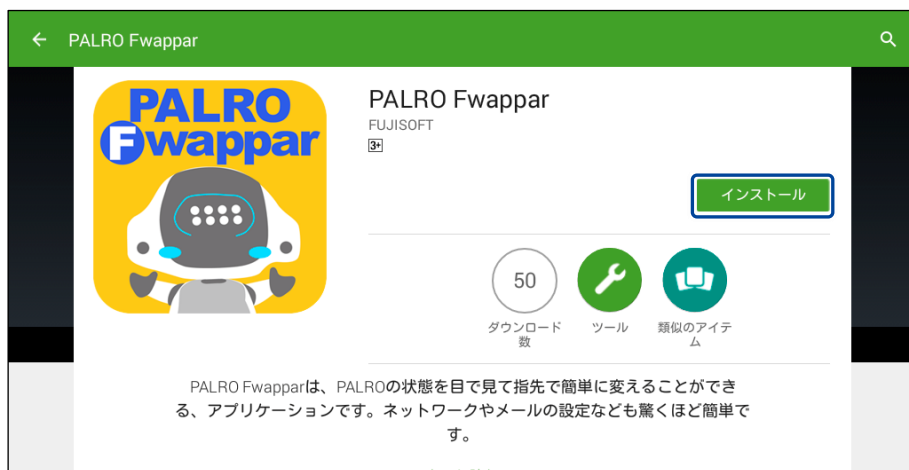 PALRO Fwappar
PALRO
Fwappar
PALRO Fwappar
FUJISOFT
3+
インストール
50
ダウンロード
数
ツール
類似のアイテ
ム
PALRO Fwapparは、PALROの状態を目で見て指先で簡単に変えることができ
る、アプリケーションです。ネットワークやメールの設定なども驚くほど簡単で
す。